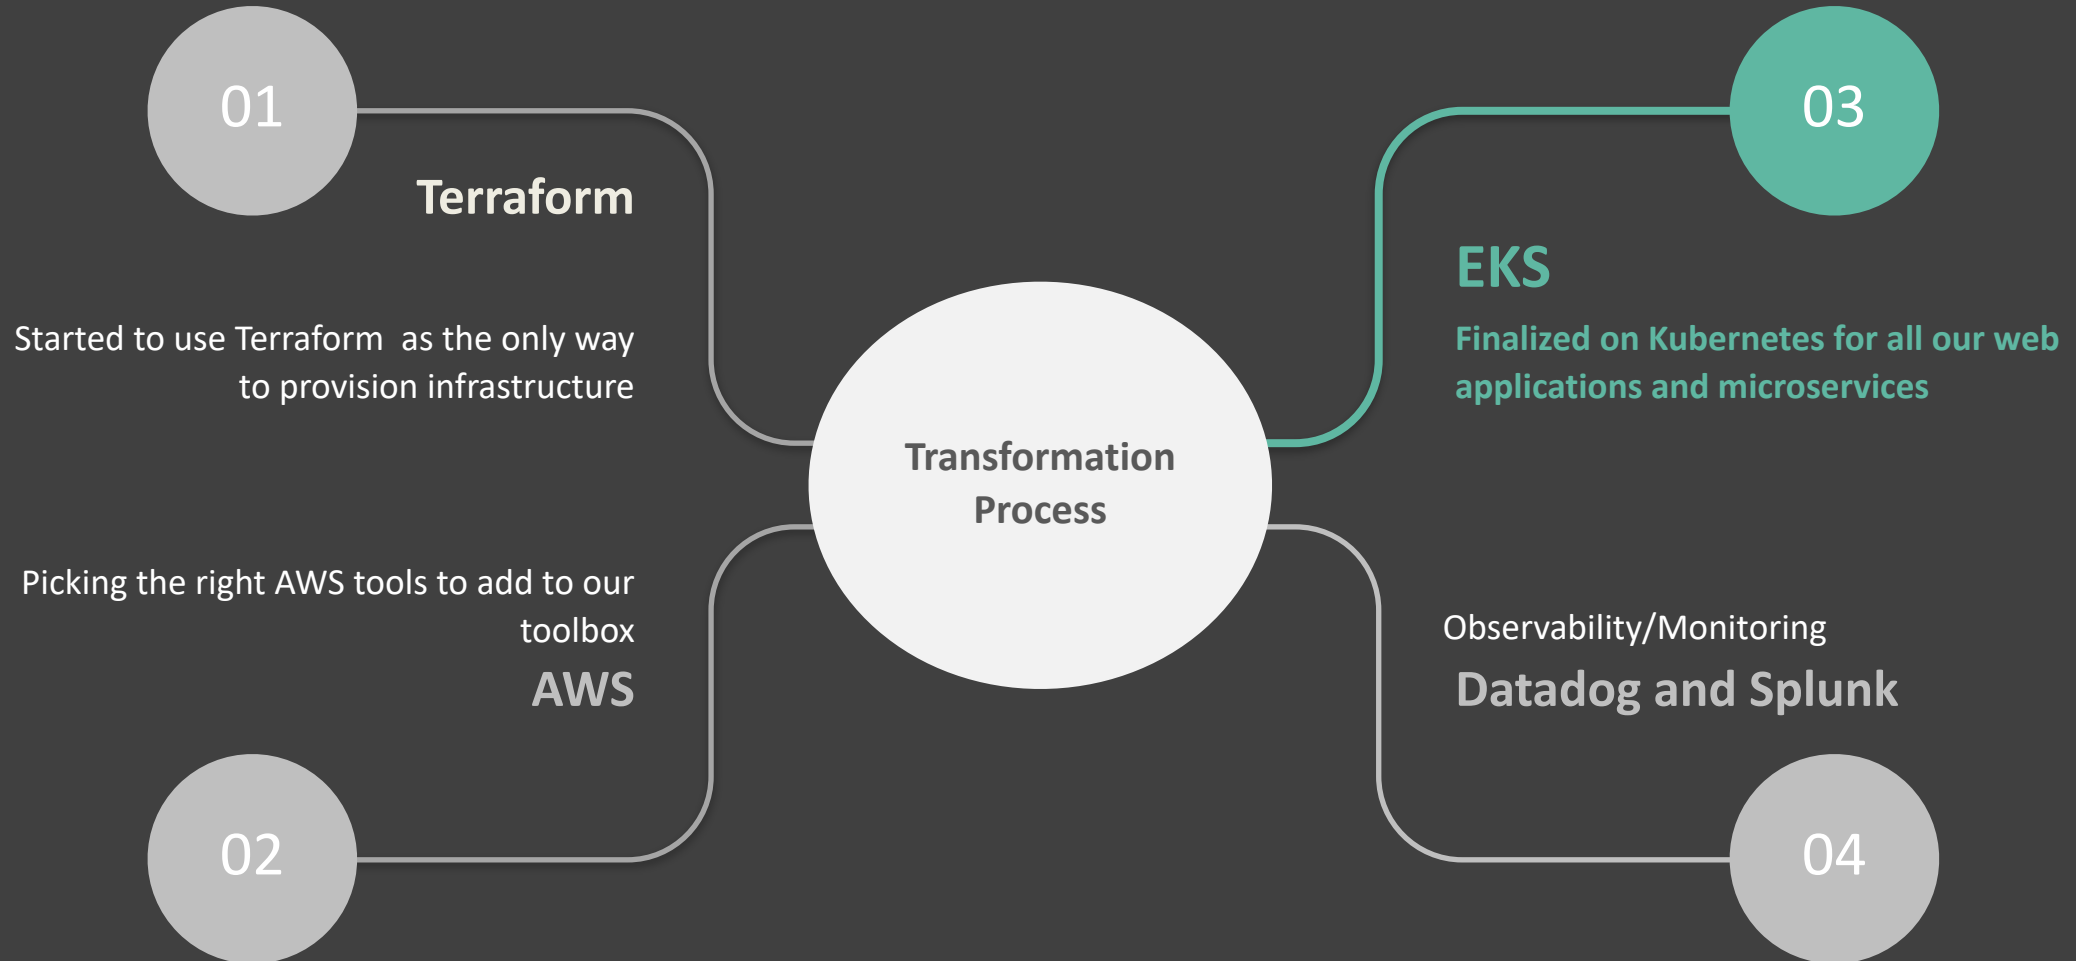 01
Terraform
Started to use Terraform  as the only way
to provision infrastructure
Picking the right AWS tools to add to our
toolbox
AWS
02
Transformation
Process
03
EKS
Finalized on Kubernetes for all our web
applications and microservices
Observability/Monitoring
Datadog and Splunk
04